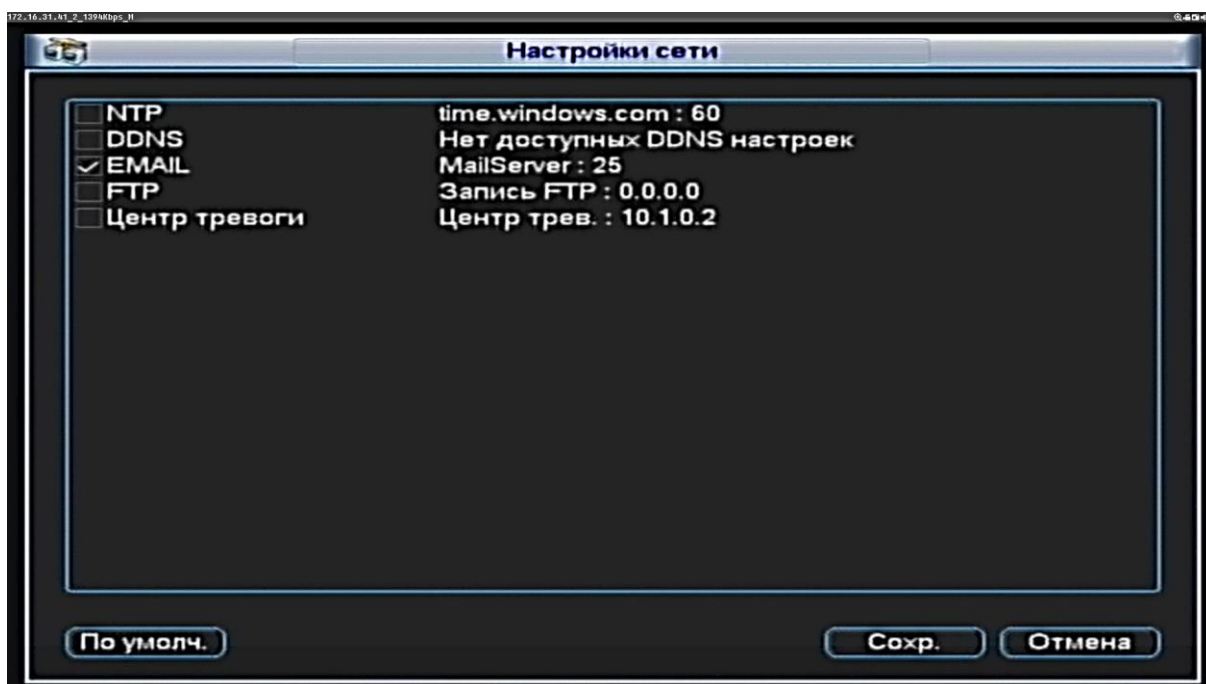 172.16.31.41_2_1394Kbps_H
Настройки сети
NTP time.windows.com : 60
DDNS Нет доступных DDNS настроек
EMAIL MailServer : 25
FTP Запись FTP : 0.0.0.0
Центр тревоги Центр трев. : 10.1.0.2
По умолч. Сохр. Отмена